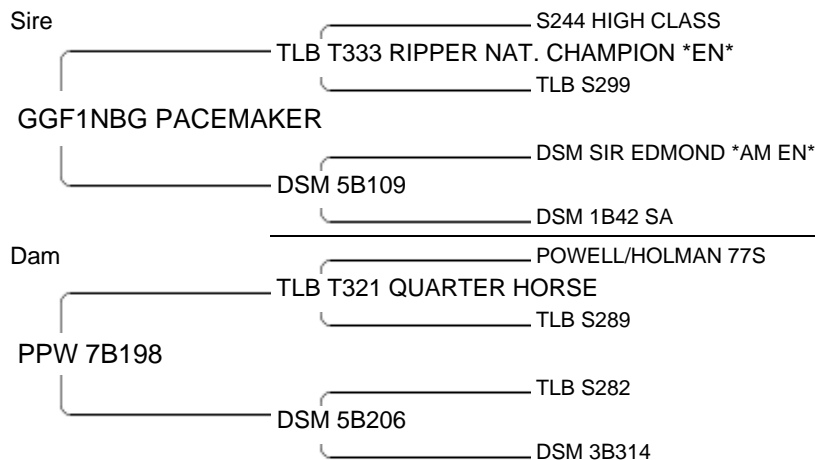 Sire
S244 HIGH CLASS
TLB T333 RIPPER NAT. CHAMPION *EN*
TLB S299
GGF1NBG PACEMAKER
DSM SIR EDMOND *AM EN*
DSM 5B109
DSM 1B42 SA
Dam
POWELL/HOLMAN 77S
TLB T321 QUARTER HORSE
TLB S289
PPW 7B198
TLB S282
DSM 5B206
DSM 3B314